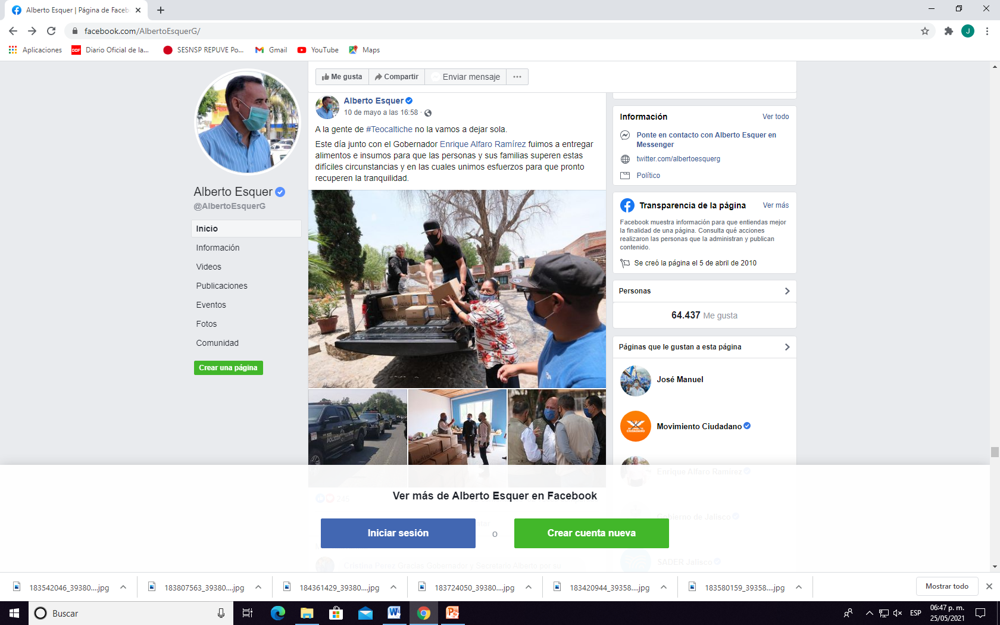 Alberto Esquer | Página de Faceb
facebook.com/AlbertoEsquerG/
J
Aplicaciones
DOF
Diario Oficial de la...
SESNSP REPUVE Po...
Gmail
YouTube
Maps
Me gusta
Compartir
Enviar mensaje
Alberto Esquer
@AlbertoEsquerG
Inicio
Información
Videos
Publicaciones
Eventos
Fotos
Comunidad
Crear una página
Alberto Esquer
10 de mayo a las 16:58 ·
A la gente de #Teocaltiche no la vamos a dejar sola.
Este día junto con el Gobernador Enrique Alfaro Ramírez fuimos a entregar
alimentos e insumos para que las personas y sus familias superen estas
difíciles circunstancias y en las cuales unimos esfuerzos para que pronto
recuperen la tranquilidad.
Información
Ver todo
Ponte en contacto con Alberto Esquer en
Messenger
twitter.com/albertoesquerg
Político
Transparencia de la página
Ver más
Facebook muestra información para que entiendas mejor
la finalidad de una página. Consulta qué acciones
realizaron las personas que la administran y publican
contenido.
Se creó la página el 5 de abril de 2010
Personas
64.437 Me gusta
Páginas que le gustan a esta página
José Manuel
CIUDADANO
Movimiento Ciudadano
Enrique Alfaro Ramírez
Gobierno de Jalisco
SADER Jalisco
245
Ver más de Alberto Esquer en Facebook
Iniciar sesión
o
Crear cuenta nueva
Cristina Perez Gracias Gobernador y Secretario Alberto por su
183542046_39380....jpg
183807563_39380....jpg
184361429_39380....jpg
183724050_39380....jpg
183420944_39358....jpg
183580159_39358....jpg
Mostrar todo
Buscar
ESP
06:47 p. m.
25/05/2021